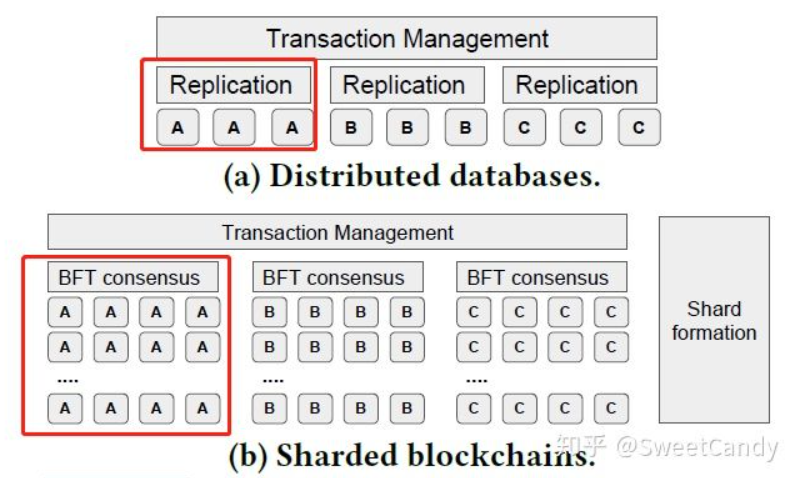 Transaction Management
Replication Replication Replication
A A A B B B C C C
(a) Distributed databases.
Transaction Management
BFT consensus BFT consensus BFT consensus
A A A A B B B B C C C C
A A A A B B B B C C C C
.... .... ....
A A A A B B B B C C C C
Shard
formation
(b) Sharded blockchains.
知乎 @SweetCandy